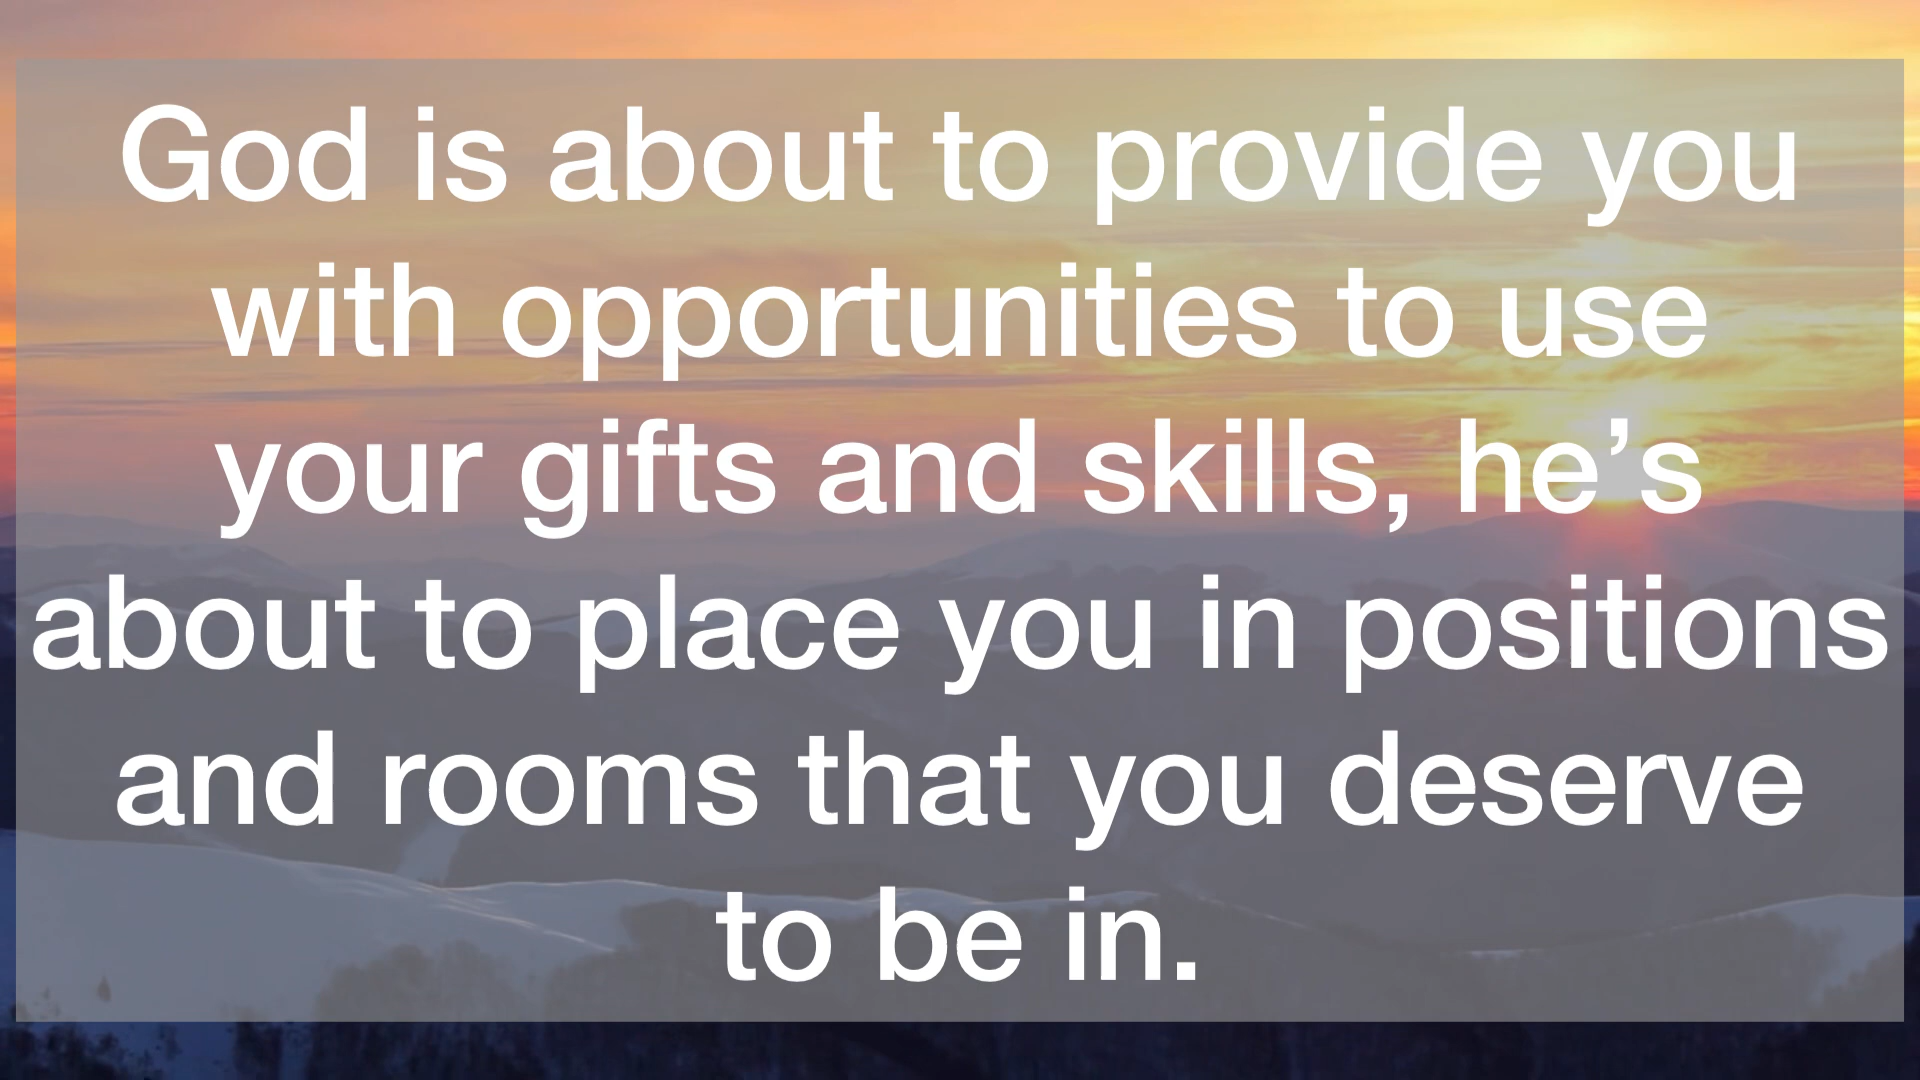 God is about to provide you
with opportunities to use
your gifts and skills, he’s
about to place you in positions
and rooms that you deserve
to be in.